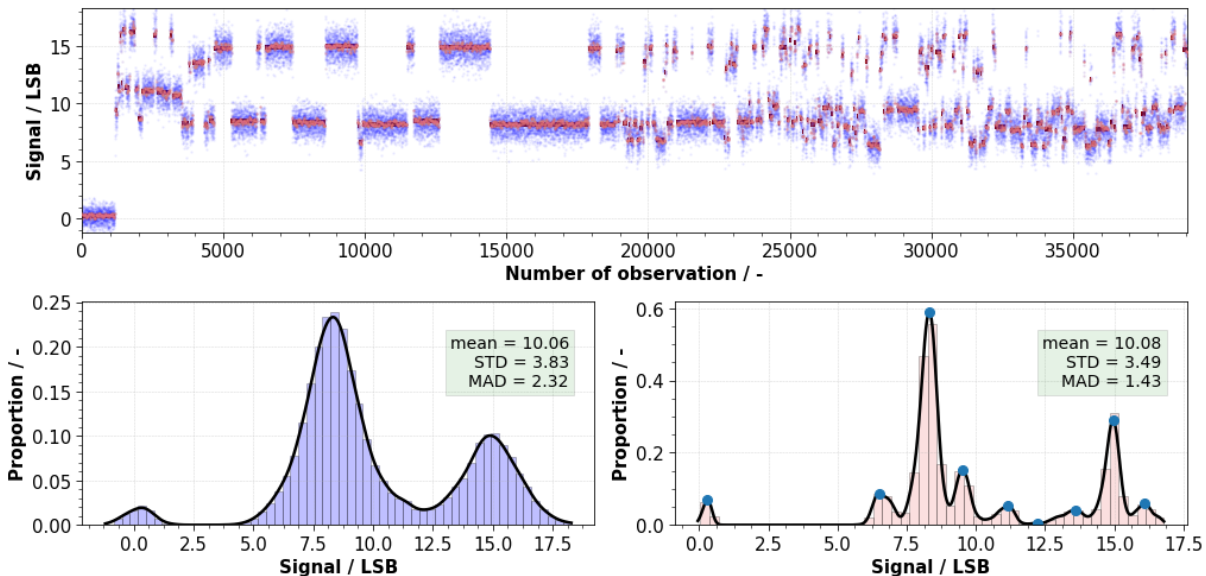 15
10
5
0
Signal / LSB
0 5000 10000 15000 20000 25000 30000 35000
Number of observation / -
0.25
0.20
0.15
0.10
0.05
0.00
Proportion / -
mean = 10.06
STD = 3.83
MAD = 2.32
0.0 2.5 5.0 7.5 10.0 12.5 15.0 17.5
Signal / LSB
0.6
0.4
0.2
0.0
Proportion / -
mean = 10.08
STD = 3.49
MAD = 1.43
0.0 2.5 5.0 7.5 10.0 12.5 15.0 17.5
Signal / LSB